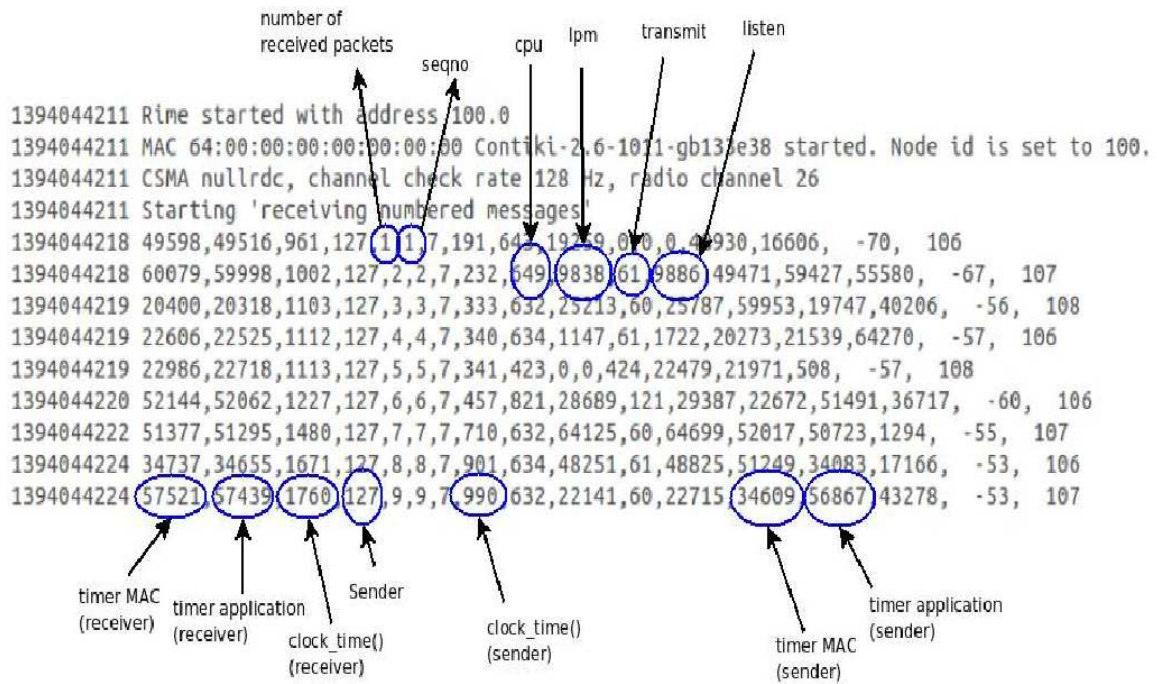 number of
received packets
seqno
cpu
lpm
transmit
listen
1394044211 Rime started with address 100.0
1394044211 MAC 64:00:00:00:00:00:00:00 Contiki-2.6-1011-gb133e38 started. Node id is set to 100.
1394044211 CSMA nullrdc, channel check rate 128 Hz, radio channel 26
1394044211 Starting 'receiving numbered messages'
1394044218 49598,49516,961,127,1,1,7,191, -70, 106
1394044218 60079,59998,1002,127,2,2,7,232,649,9838,61,9886,49471,59427,55580, -67, 107
1394044219 20400,20318,1103,127,3,3,7,333,632,25213,60,25787,59953,19747,40206, -56, 108
1394044219 22606,22525,1112,127,4,4,7,340,634,1147,61,1722,20273,21539,64270, -57, 106
1394044219 22986,22718,1113,127,5,5,7,341,423,0,0,424,22479,21971,508, -57, 108
1394044220 52144,52062,1227,127,6,6,7,457,821,28689,121,29387,22672,51491,36717, -60, 106
1394044222 51377,51295,1480,127,7,7,7,710,632,64125,60,64699,52017,50723,1294, -55, 107
1394044224 34737,34655,1671,127,8,8,7,901,634,48251,61,48825,51249,34083,17166, -53, 106
1394044224 57521,57439,1760,127,9,9,7,990,632,22141,60,22715,34609,56867,43278, -53, 107
timer MAC
(receiver)
timer application
(receiver)
clock_time()
(receiver)
Sender
clock_time()
(sender)
timer MAC
(sender)
timer application
(sender)